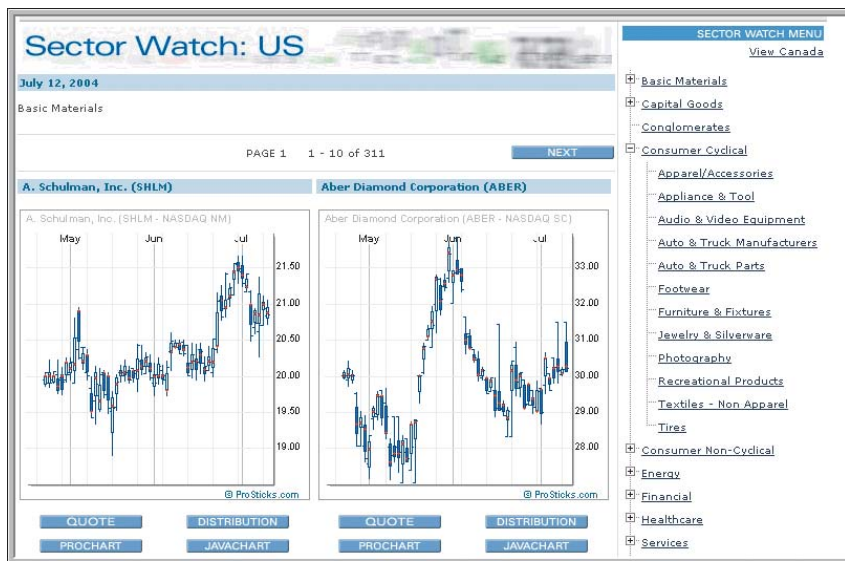 Sector Watch: US
July 12, 2004
Basic Materials
PAGE 1 1 - 10 of 311 NEXT
A. Schulman, Inc. (SHLM)
A. Schulman, Inc. (SHLM - NASDAQ NM)
May Jun Jul
21.50
21.00
20.50
20.00
19.50
19.00
© ProSticks.com
QUOTE DISTRIBUTION
PROCHART JAVACHART
Aber Diamond Corporation (ABER)
Aber Diamond Corporation (ABER - NASDAQ SC)
May Jun Jul
33.00
32.00
31.00
30.00
29.00
28.00
© ProSticks.com
QUOTE DISTRIBUTION
PROCHART JAVACHART
SECTOR WATCH MENU
View Canada
Basic Materials
Capital Goods
Conglomerates
Consumer Cyclical
Apparel/Accessories
Appliance & Tool
Audio & Video Equipment
Auto & Truck Manufacturers
Auto & Truck Parts
Footwear
Furniture & Fixtures
Jewelry & Silverware
Photography
Recreational Products
Textiles - Non Apparel
Tires
Consumer Non-Cyclical
Energy
Financial
Healthcare
Services